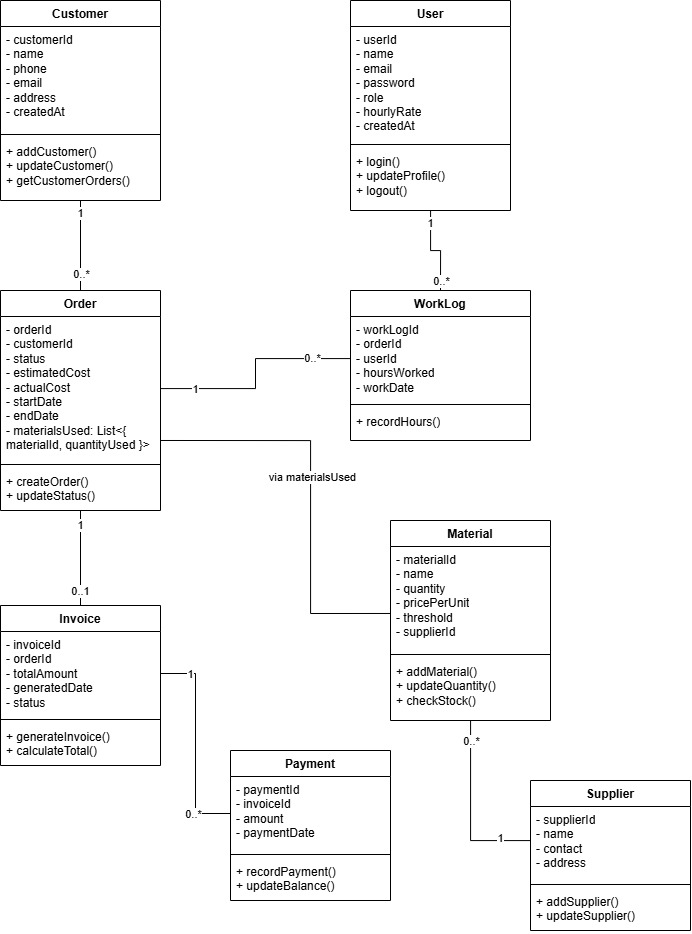 Customer
- customerId
- name
- phone
- email
- address
- createdAt
+ addCustomer()
+ updateCustomer()
+ getCustomerOrders()
User
- userId
- name
- email
- password
- role
- hourlyRate
- createdAt
+ login()
+ updateProfile()
+ logout()
1
0..*
1
0..*
Order
- orderId
- customerId
- status
- estimatedCost
- actualCost
- startDate
- endDate
- materialsUsed: List<{
materialId, quantityUsed }>
+ createOrder()
+ updateStatus()
1
0..*
WorkLog
- workLogId
- orderId
- userId
- hoursWorked
- workDate
+ recordHours()
via materialsUsed
1
0..1
Material
- materialId
- name
- quantity
- pricePerUnit
- threshold
- supplierId
+ addMaterial()
+ updateQuantity()
+ checkStock()
Invoice
- invoiceId
- orderId
- totalAmount
- generatedDate
- status
+ generateInvoice()
+ calculateTotal()
1
0..*
Payment
- paymentId
- invoiceId
- amount
- paymentDate
+ recordPayment()
+ updateBalance()
0..*
1
Supplier
- supplierId
- name
- contact
- address
+ addSupplier()
+ updateSupplier()